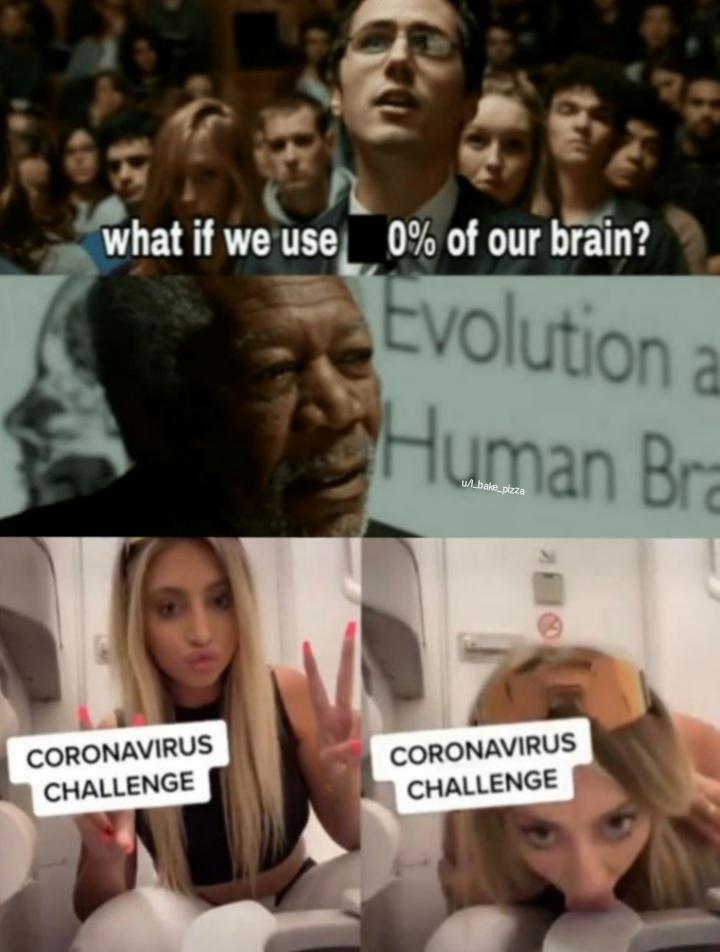 what if we use 0% of our brain?
Evolution a
Human Bra
u/I_bake_pizza
CORONAVIRUS
CHALLENGE
CORONAVIRUS
CHALLENGE